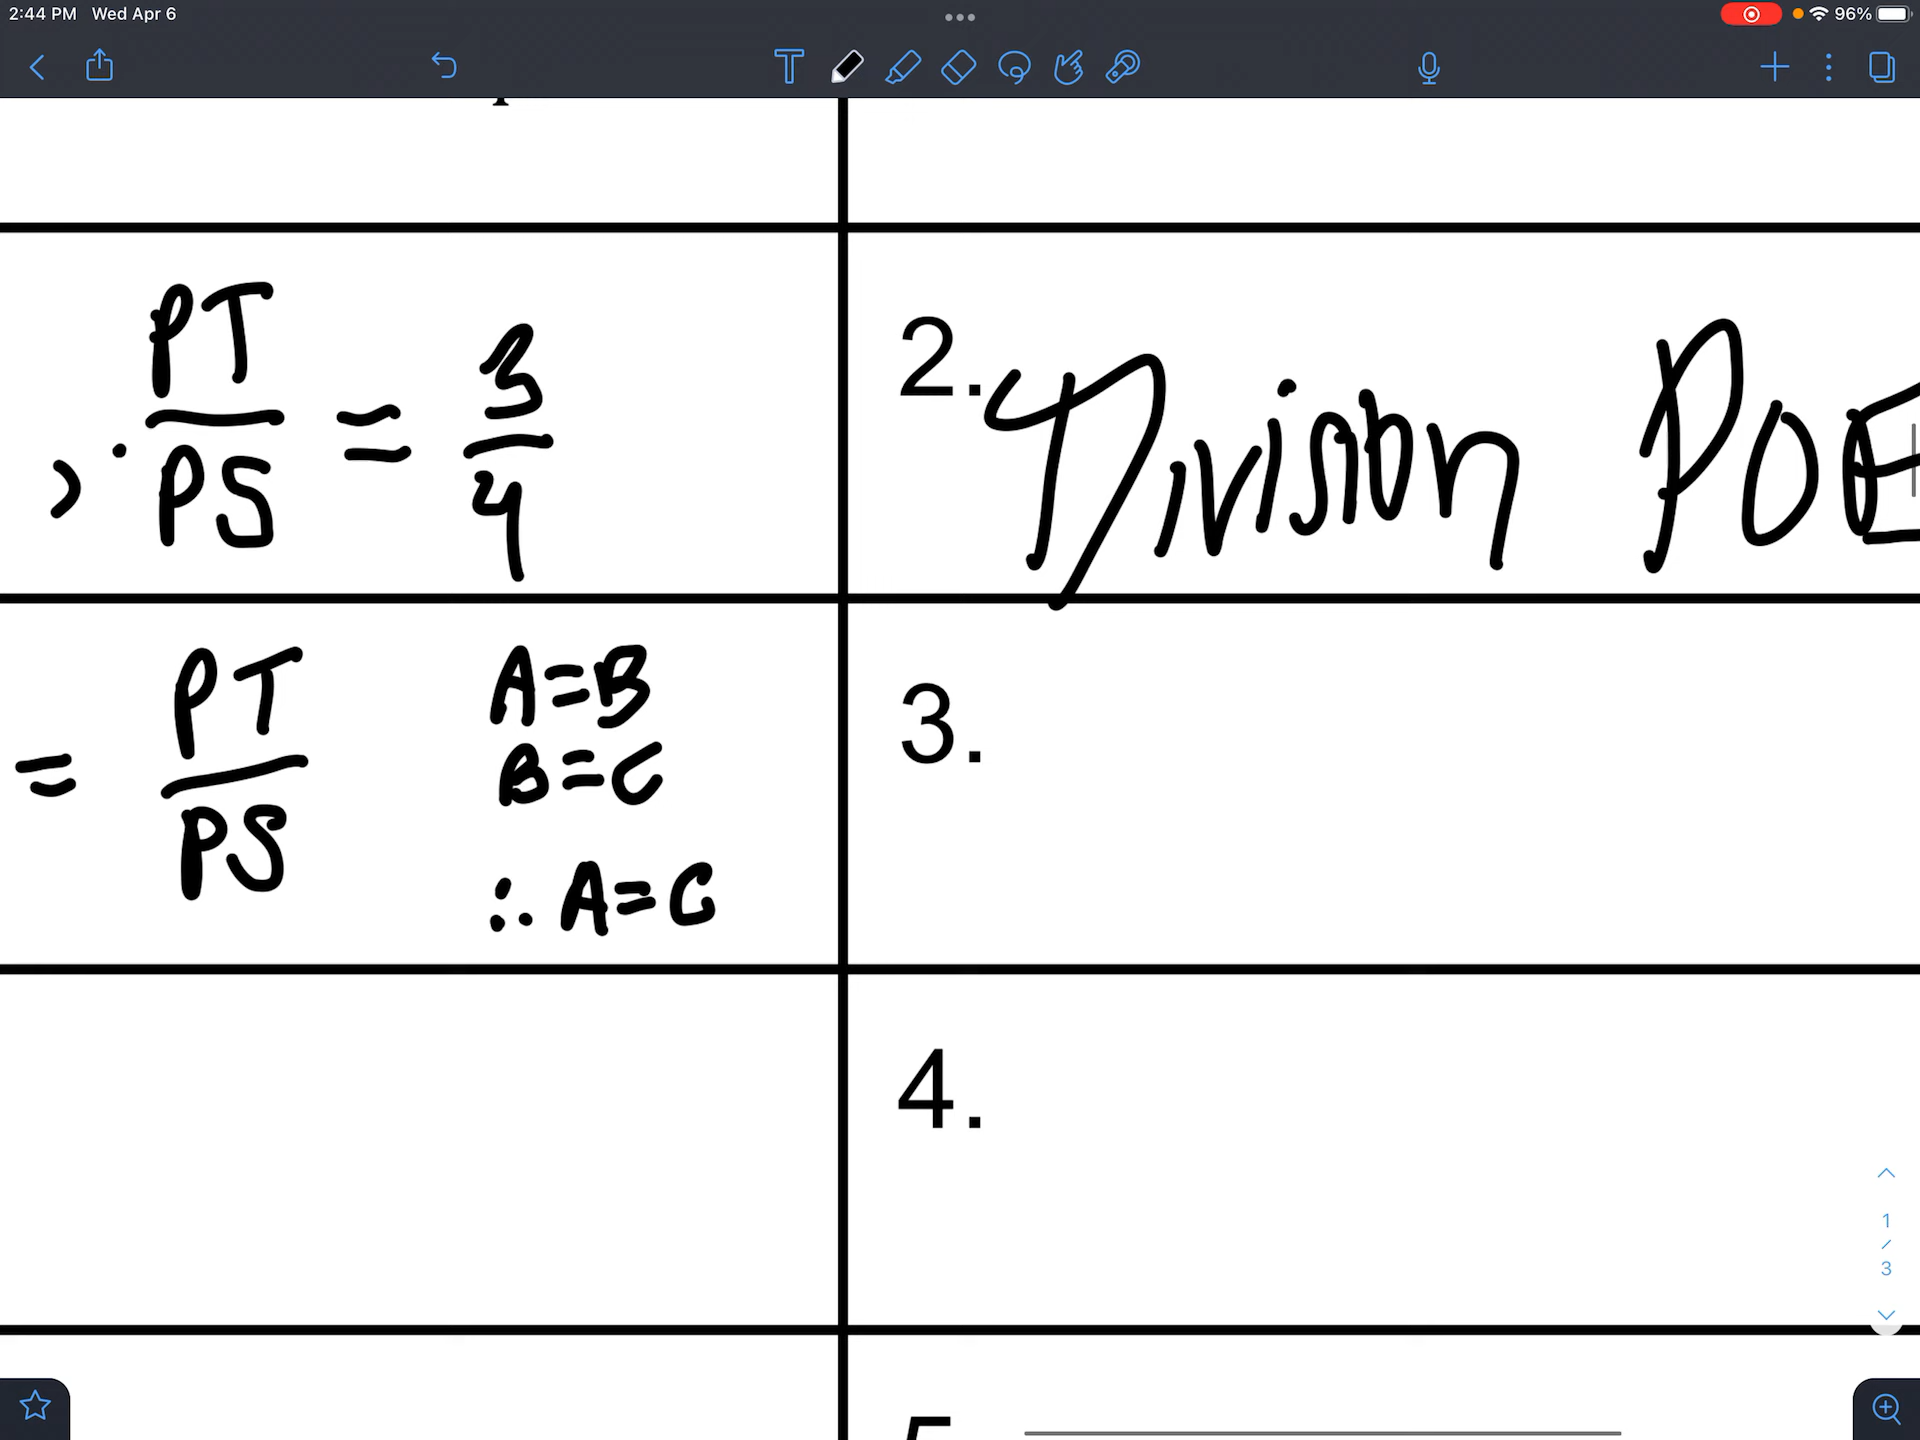 2:44 PM Wed Apr 6
96%
PT
PS
=
3
4
2. Division POE
=
PT
PS
A=B
B=C
∴ A=C
3.
4.
1
/
3
5